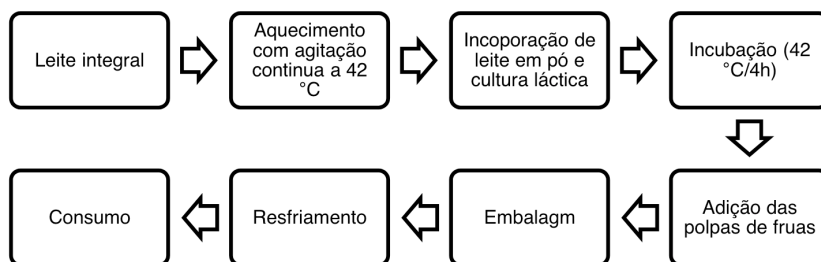 Leite integral
Aquecimento
com agitação
continua a 42
°C
Incoporação de
leite em pó e
cultura láctica
Incubação (42
°C/4h)
Adição das
polpas de fruas
Embalagm
Resfriamento
Consumo